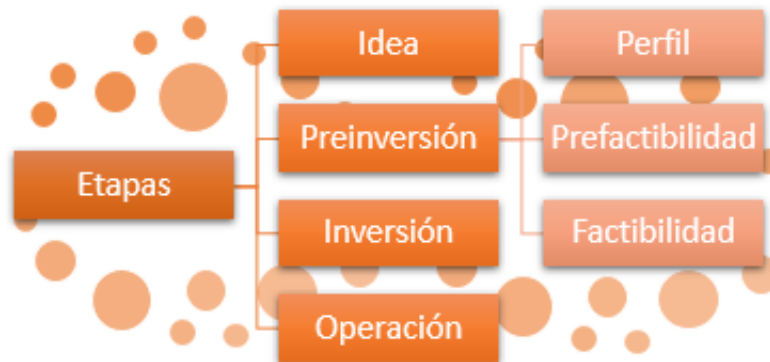 Etapas
Idea
Preinversión
Inversión
Operación
Perfil
Prefactibilidad
Factibilidad